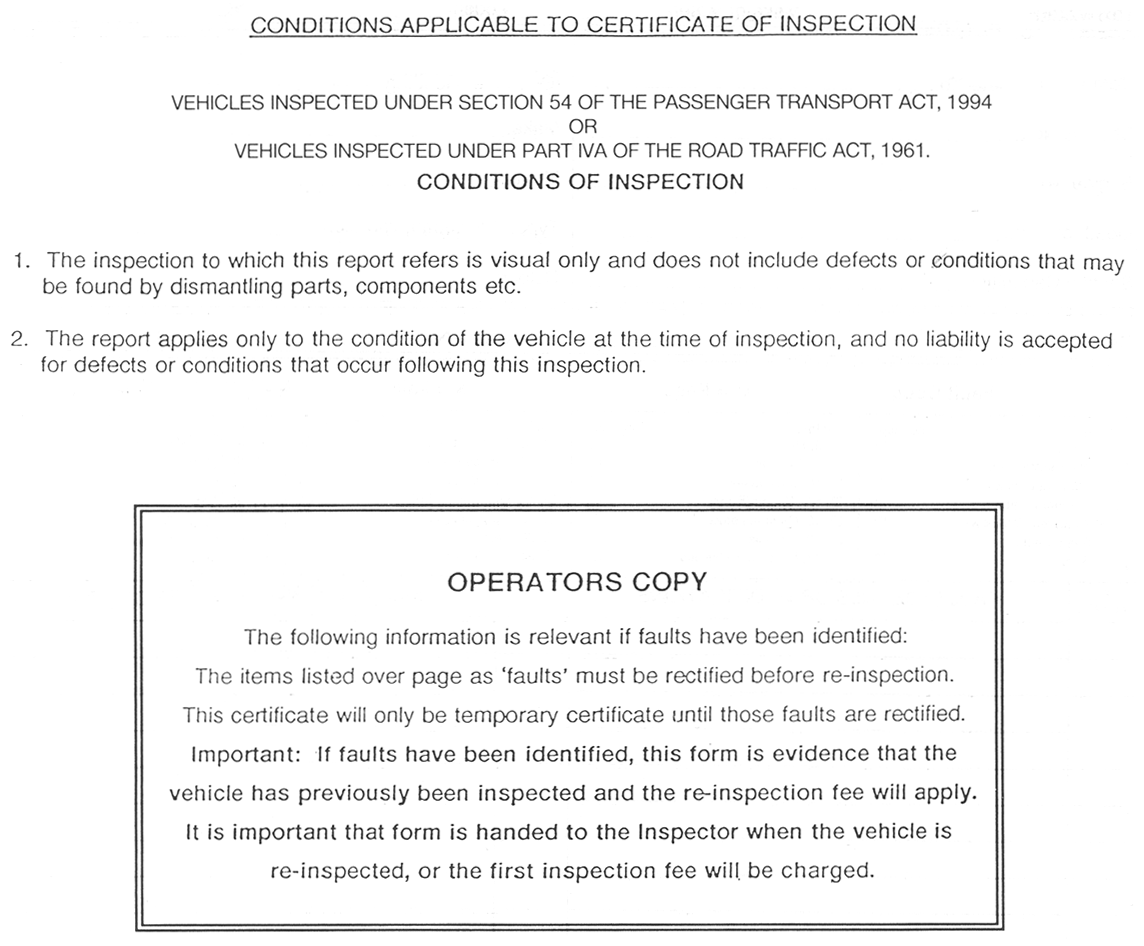 CONDITIONS APPLICABLE TO CERTIFICATE OF INSPECTION
VEHICLES INSPECTED UNDER SECTION 54 OF THE PASSENGER TRANSPORT ACT, 1994
OR
VEHICLES INSPECTED UNDER PART IVA OF THE ROAD TRAFFIC ACT, 1961.
CONDITIONS OF INSPECTION
1. The inspection to which this report refers is visual only and does not include defects or conditions that may
be found by dismantling parts, components etc.
2. The report applies only to the condition of the vehicle at the time of inspection, and no liability is accepted
for defects or conditions that occur following this inspection.
OPERATORS COPY
The following information is relevant if faults have been identified:
The items listed over page as 'faults' must be rectified before re-inspection.
This certificate will only be temporary certificate until those faults are rectified.
Important: If faults have been identified, this form is evidence that the
vehicle has previously been inspected and the re-inspection fee will apply.
It is important that form is handed to the Inspector when the vehicle is
re-inspected, or the first inspection fee will be charged.